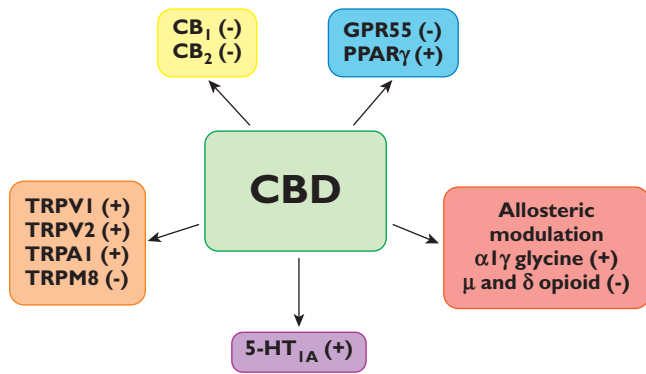 CB₁ (-)
CB₂ (-)
GPR55 (-)
PPARγ (+)
CBD
TRPV1 (+)
TRPV2 (+)
TRPA1 (+)
TRPM8 (-)
Allosteric
modulation
α1γ glycine (+)
μ and δ opioid (-)
5-HT₁A (+)